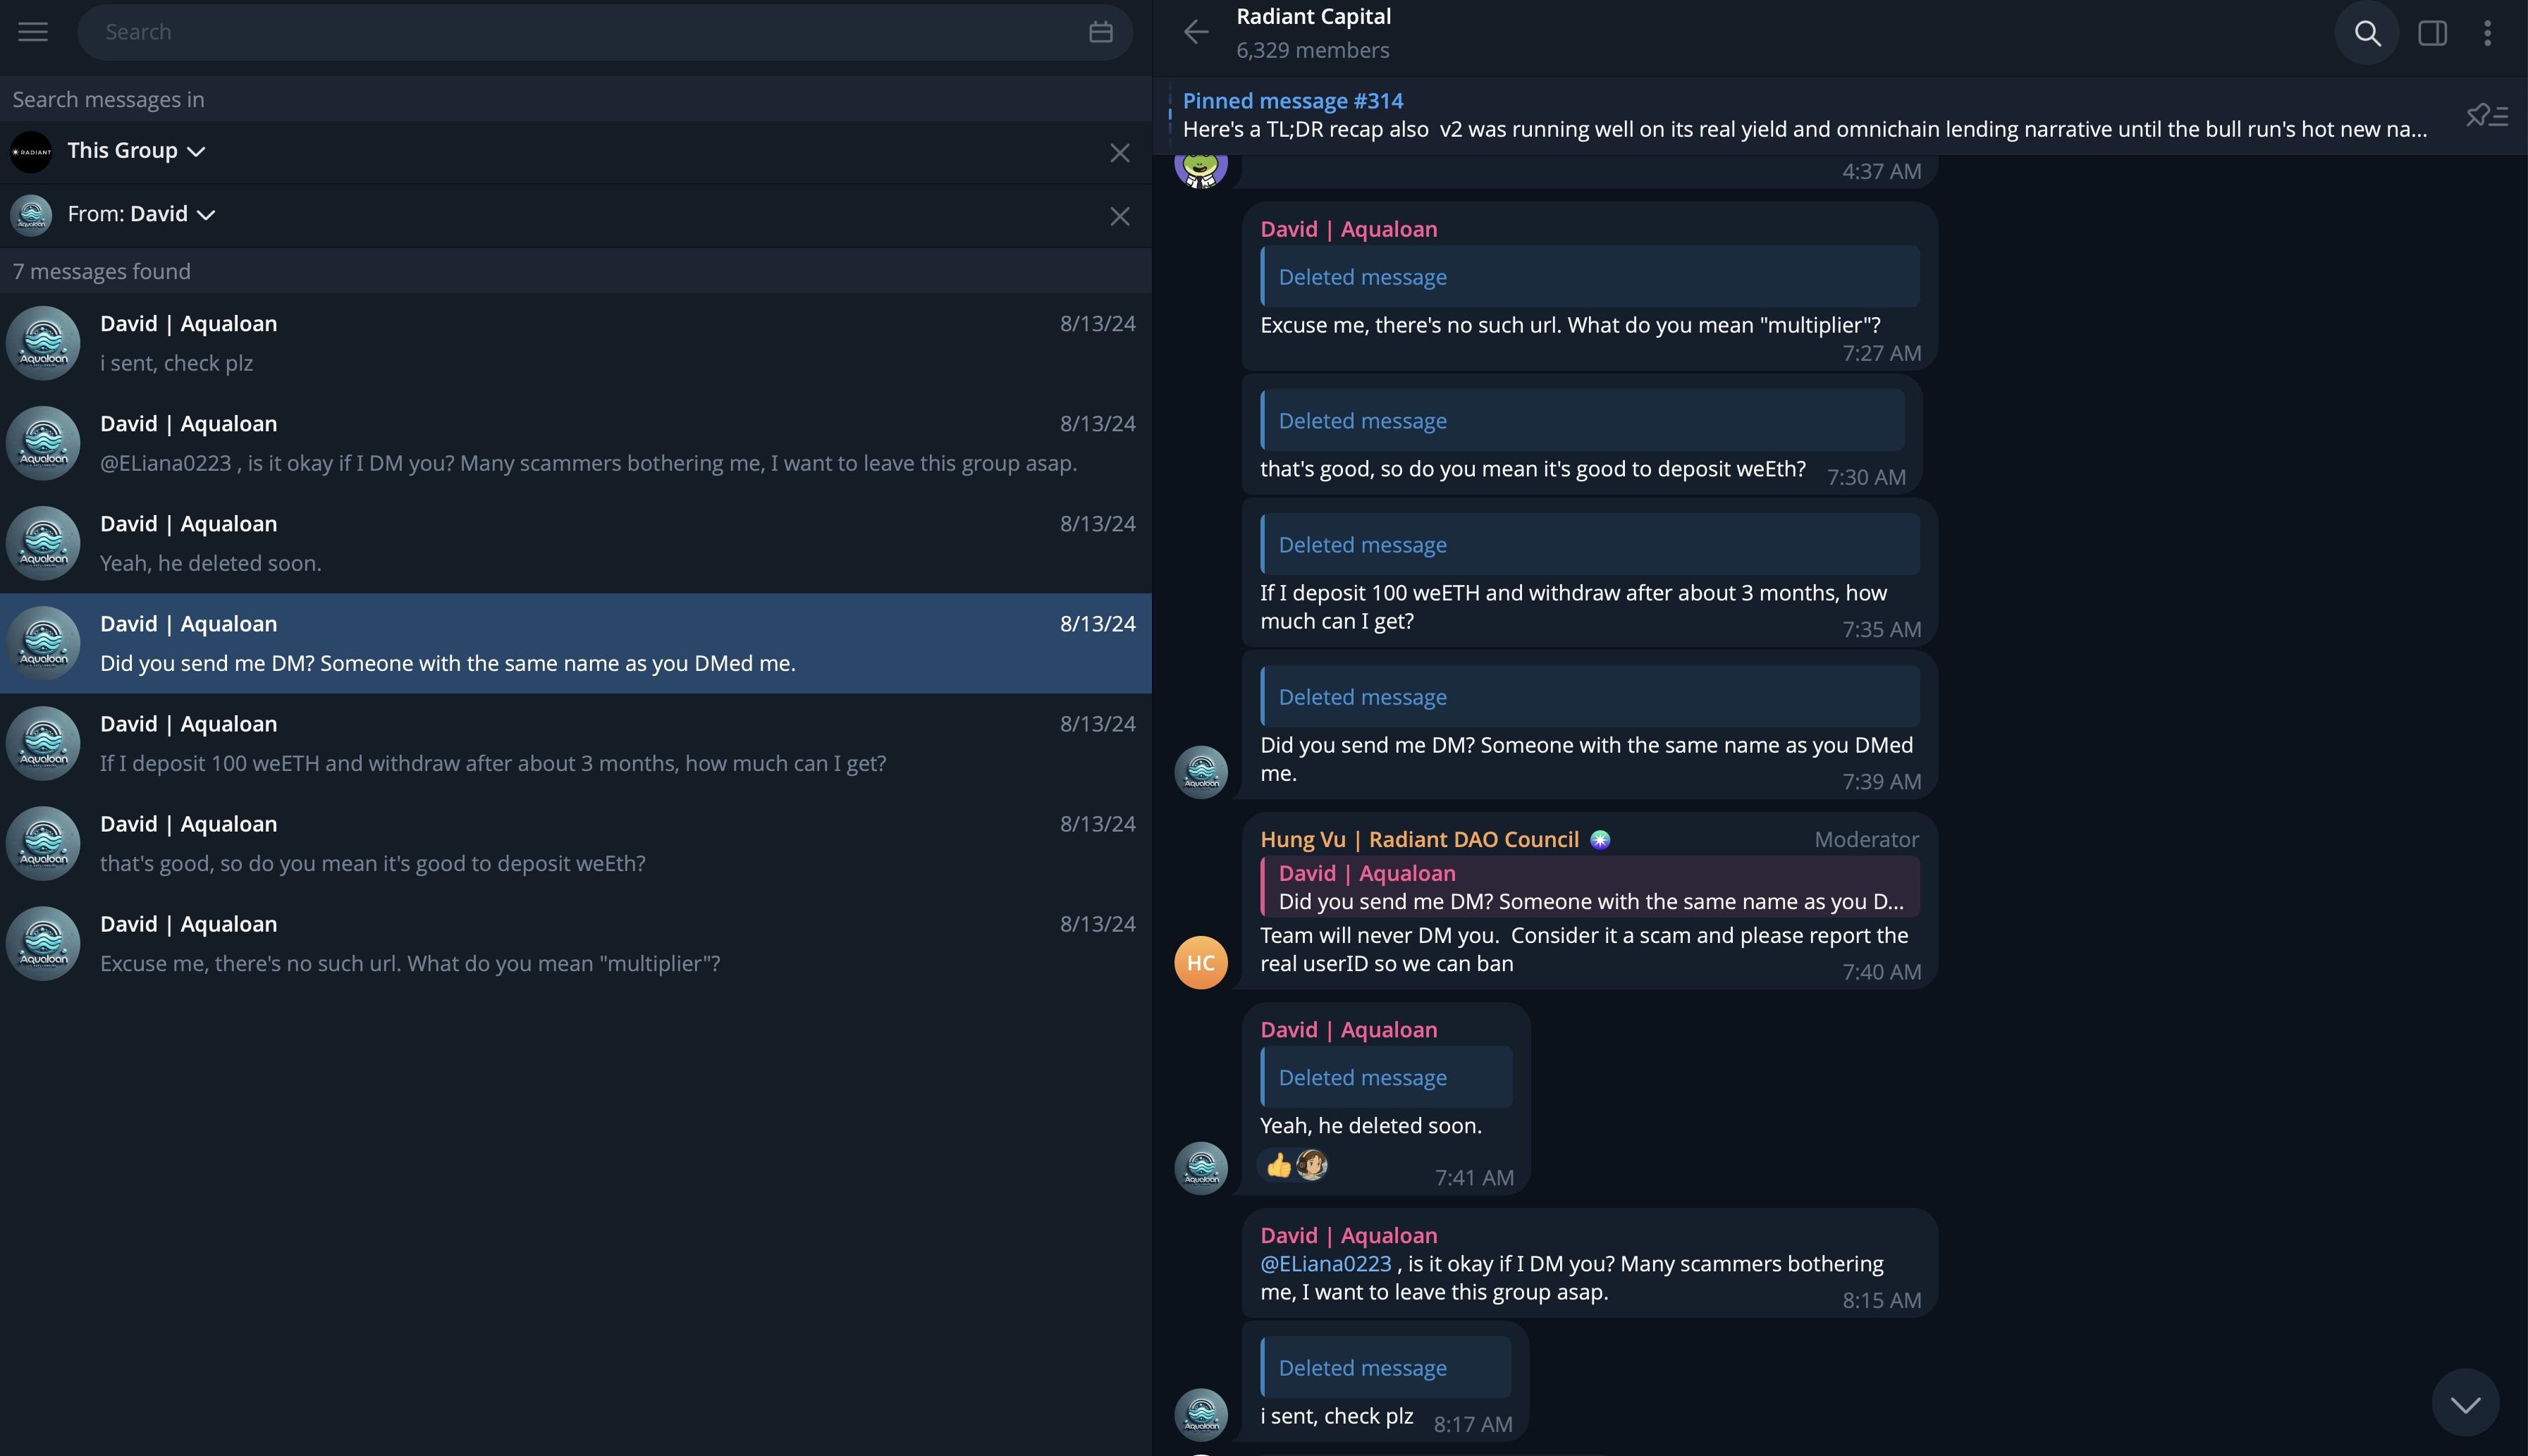 Search
Search messages in
RADIANT
This Group
Aqualoan
From: David
7 messages found
David | Aqualoan
8/13/24
i sent, check plz
Aqualoan
David | Aqualoan
8/13/24
@ELiana0223 , is it okay if I DM you? Many scammers bothering me, I want to leave this group asap.
Aqualoan
David | Aqualoan
8/13/24
Yeah, he deleted soon.
Aqualoan
David | Aqualoan
8/13/24
Did you send me DM? Someone with the same name as you DMed me.
Aqualoan
David | Aqualoan
8/13/24
If I deposit 100 weETH and withdraw after about 3 months, how much can I get?
Aqualoan
David | Aqualoan
8/13/24
that's good, so do you mean it's good to deposit weEth?
Aqualoan
David | Aqualoan
8/13/24
Excuse me, there's no such url. What do you mean "multiplier"?
Aqualoan
Radiant Capital
6,329 members
Pinned message #314
Here's a TL;DR recap also v2 was running well on its real yield and omnichain lending narrative until the bull run's hot new na...
4:37 AM
David | Aqualoan
Deleted message
Excuse me, there's no such url. What do you mean "multiplier"?
7:27 AM
Deleted message
that's good, so do you mean it's good to deposit weEth?
7:30 AM
Deleted message
If I deposit 100 weETH and withdraw after about 3 months, how
much can I get?
7:35 AM
Deleted message
Did you send me DM? Someone with the same name as you DMed
me.
7:39 AM
Aqualoan
Hung Vu | Radiant DAO Council
Moderator
David | Aqualoan
Did you send me DM? Someone with the same name as you D...
Team will never DM you. Consider it a scam and please report the
real userID so we can ban
7:40 AM
HC
David | Aqualoan
Deleted message
Yeah, he deleted soon.
7:41 AM
Aqualoan
David | Aqualoan
@ELiana0223 , is it okay if I DM you? Many scammers bothering
me, I want to leave this group asap.
8:15 AM
Deleted message
i sent, check plz
8:17 AM
Aqualoan